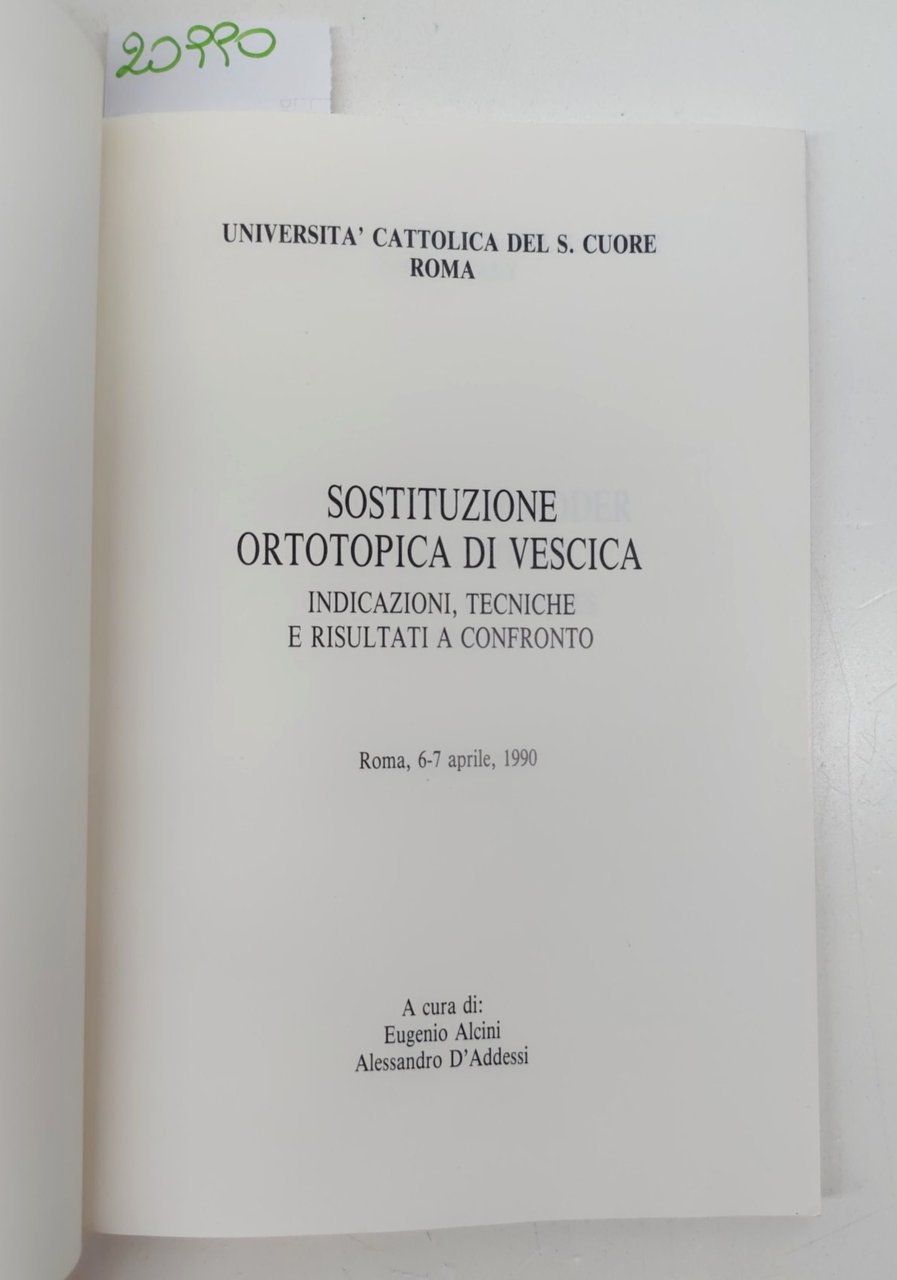 20990
UNIVERSITA' CATTOLICA DEL S. CUORE
ROMA
SOSTITUZIONE
ORTOTOPICA DI VESCICA
INDICAZIONI, TECNICHE
E RISULTATI A CONFRONTO
Roma, 6-7 aprile, 1990
A cura di:
Eugenio Alcini
Alessandro D'Addessi